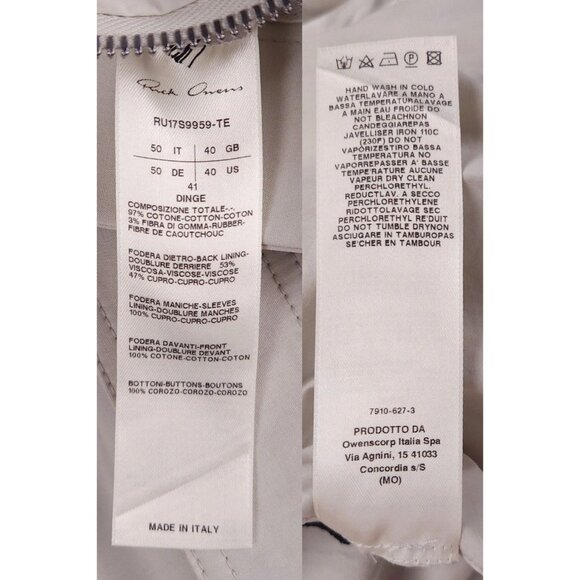 Rick Owens
RU17S9959-TE
50 IT 40 GB
50 DE 40 US
41
DINGE
COMPOSIZIONE TOTALE-.-
97% COTONE-COTTON-COTON
3% FIBRA DI GOMMA-RUBBER-
FIBRE DE CAOUTCHOUC
FODERA DIETRO-BACK LINING-
DOUBLURE DERRIERE 53%
VISCOSA-VISCOSE-VISCOSE
47% CUPRO-CUPRO-CUPRO
FODERA MANICHE-SLEEVES
LINING-DOUBLURE MANCHES
100% CUPRO-CUPRO-CUPRO
FODERA DAVANTI-FRONT
LINING-DOUBLURE DEVANT
100% COTONE-COTTON-COTON
BOTTONI-BUTTONS-BOUTONS
100% COROZO-COROZO-COROZO
MADE IN ITALY
HAND WASH IN COLD
WATERLAVARE A MANO A
BASSA TEMPERATURALAVAGE
A MAIN EAU FROIDE DO
NOT BLEACHNON
CANDEGGIAREPAS
JAVELLISER IRON 110C
(230F) DO NOT
VAPORIZESTIRO BASSA
TEMPERATURA NO
VAPORREPASSER A' BASSE
TEMPERATURE AUCUNE
VAPEUR DRY CLEAN
PERCHLORETHYL.
REDUCTLAV. A SECCO
PERCHLORETHYLENE
RIDOTTOLAVAGE SEC
PERCHLORETHYL RE'DUIT
DO NOT TUMBLE DRYNON
ASCIUGARE IN TAMBUROPAS
SE'CHER EN TAMBOUR
7910-627-3
PRODOTTO DA
Owenscorp Italia Spa
Via Agnini, 15 41033
Concordia s/S
(MO)